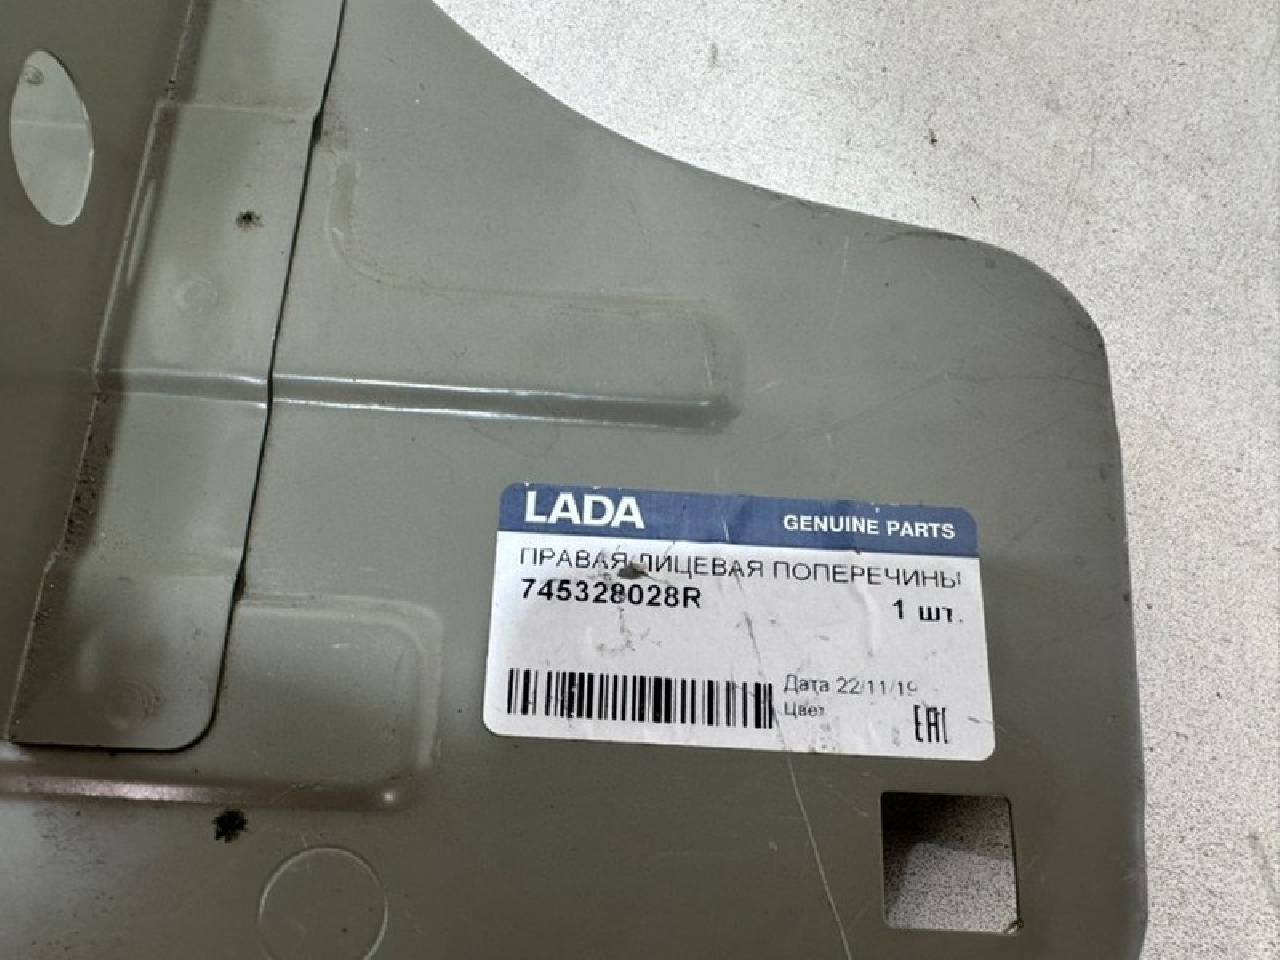 LADA GENUINE PARTS
ПРАВАЯ ЛИЦЕВАЯ ПОПЕРЕЧИНЫ
745328028R 1 шт.
Дата 22/11/19
Цвет
EAC